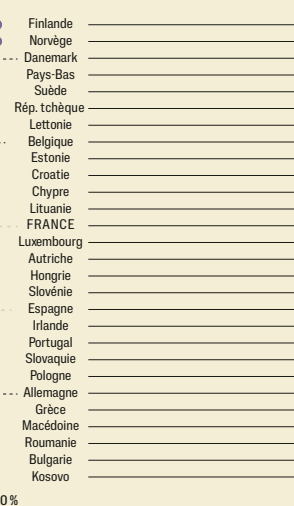 Finlande
Norvège
Danemark
Pays-Bas
Suède
Rép. tchèque
Lettonie
Belgique
Estonie
Croatie
Chypre
Lituanie
FRANCE
Luxembourg
Autriche
Hongrie
Slovénie
Espagne
Irlande
Portugal
Slovaquie
Pologne
Allemagne
Grèce
Macédoine
Roumanie
Bulgarie
Kosovo
0%